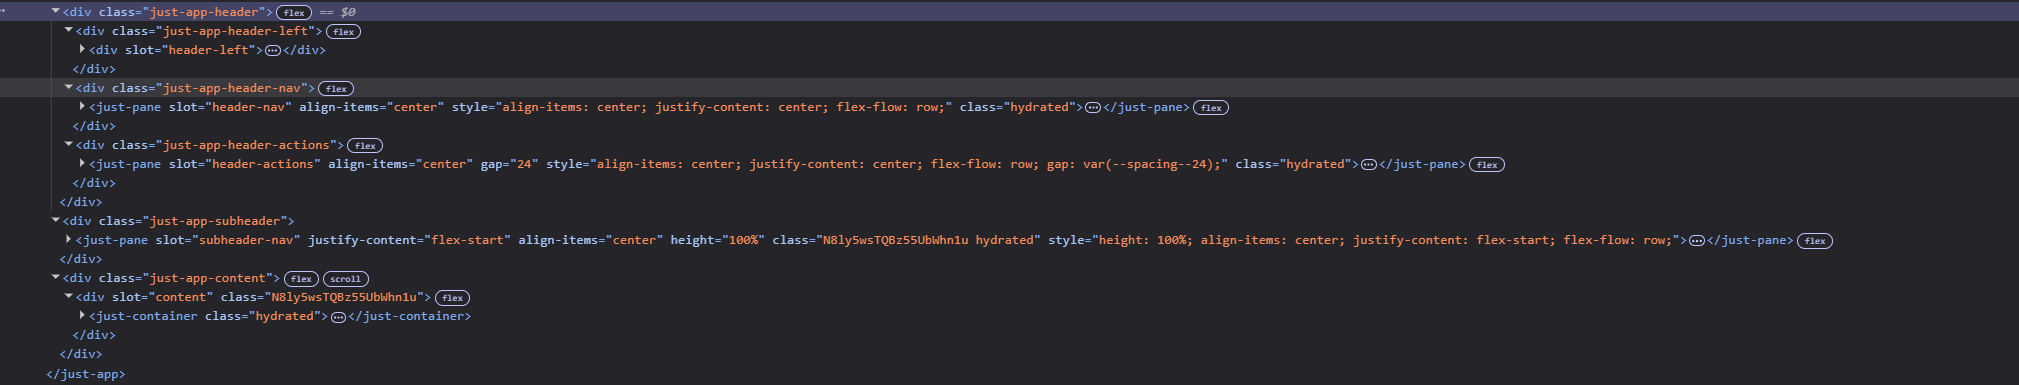 <div class="just-app-header"> flex == $0
<div class="just-app-header-left"> flex
<div slot="header-left">…</div>
</div>
<div class="just-app-header-nav"> flex
<just-pane slot="header-nav" align-items="center" style="align-items: center; justify-content: center; flex-flow: row;" class="hydrated">…</just-pane> flex
</div>
<div class="just-app-header-actions"> flex
<just-pane slot="header-actions" align-items="center" gap="24" style="align-items: center; justify-content: center; flex-flow: row; gap: var(--spacing--24);" class="hydrated">…</just-pane> flex
</div>
</div>
<div class="just-app-subheader">
<just-pane slot="subheader-nav" justify-content="flex-start" align-items="center" height="100%" class="N8ly5wsTQBz55UbWhn1u hydrated" style="height: 100%; align-items: center; justify-content: flex-start; flex-flow: row;">…</just-pane> flex
</div>
<div class="just-app-content"> flex scroll
<div slot="content" class="N8ly5wsTQBz55UbWhn1u"> flex
<just-container class="hydrated">…</just-container>
</div>
</div>
</just-app>